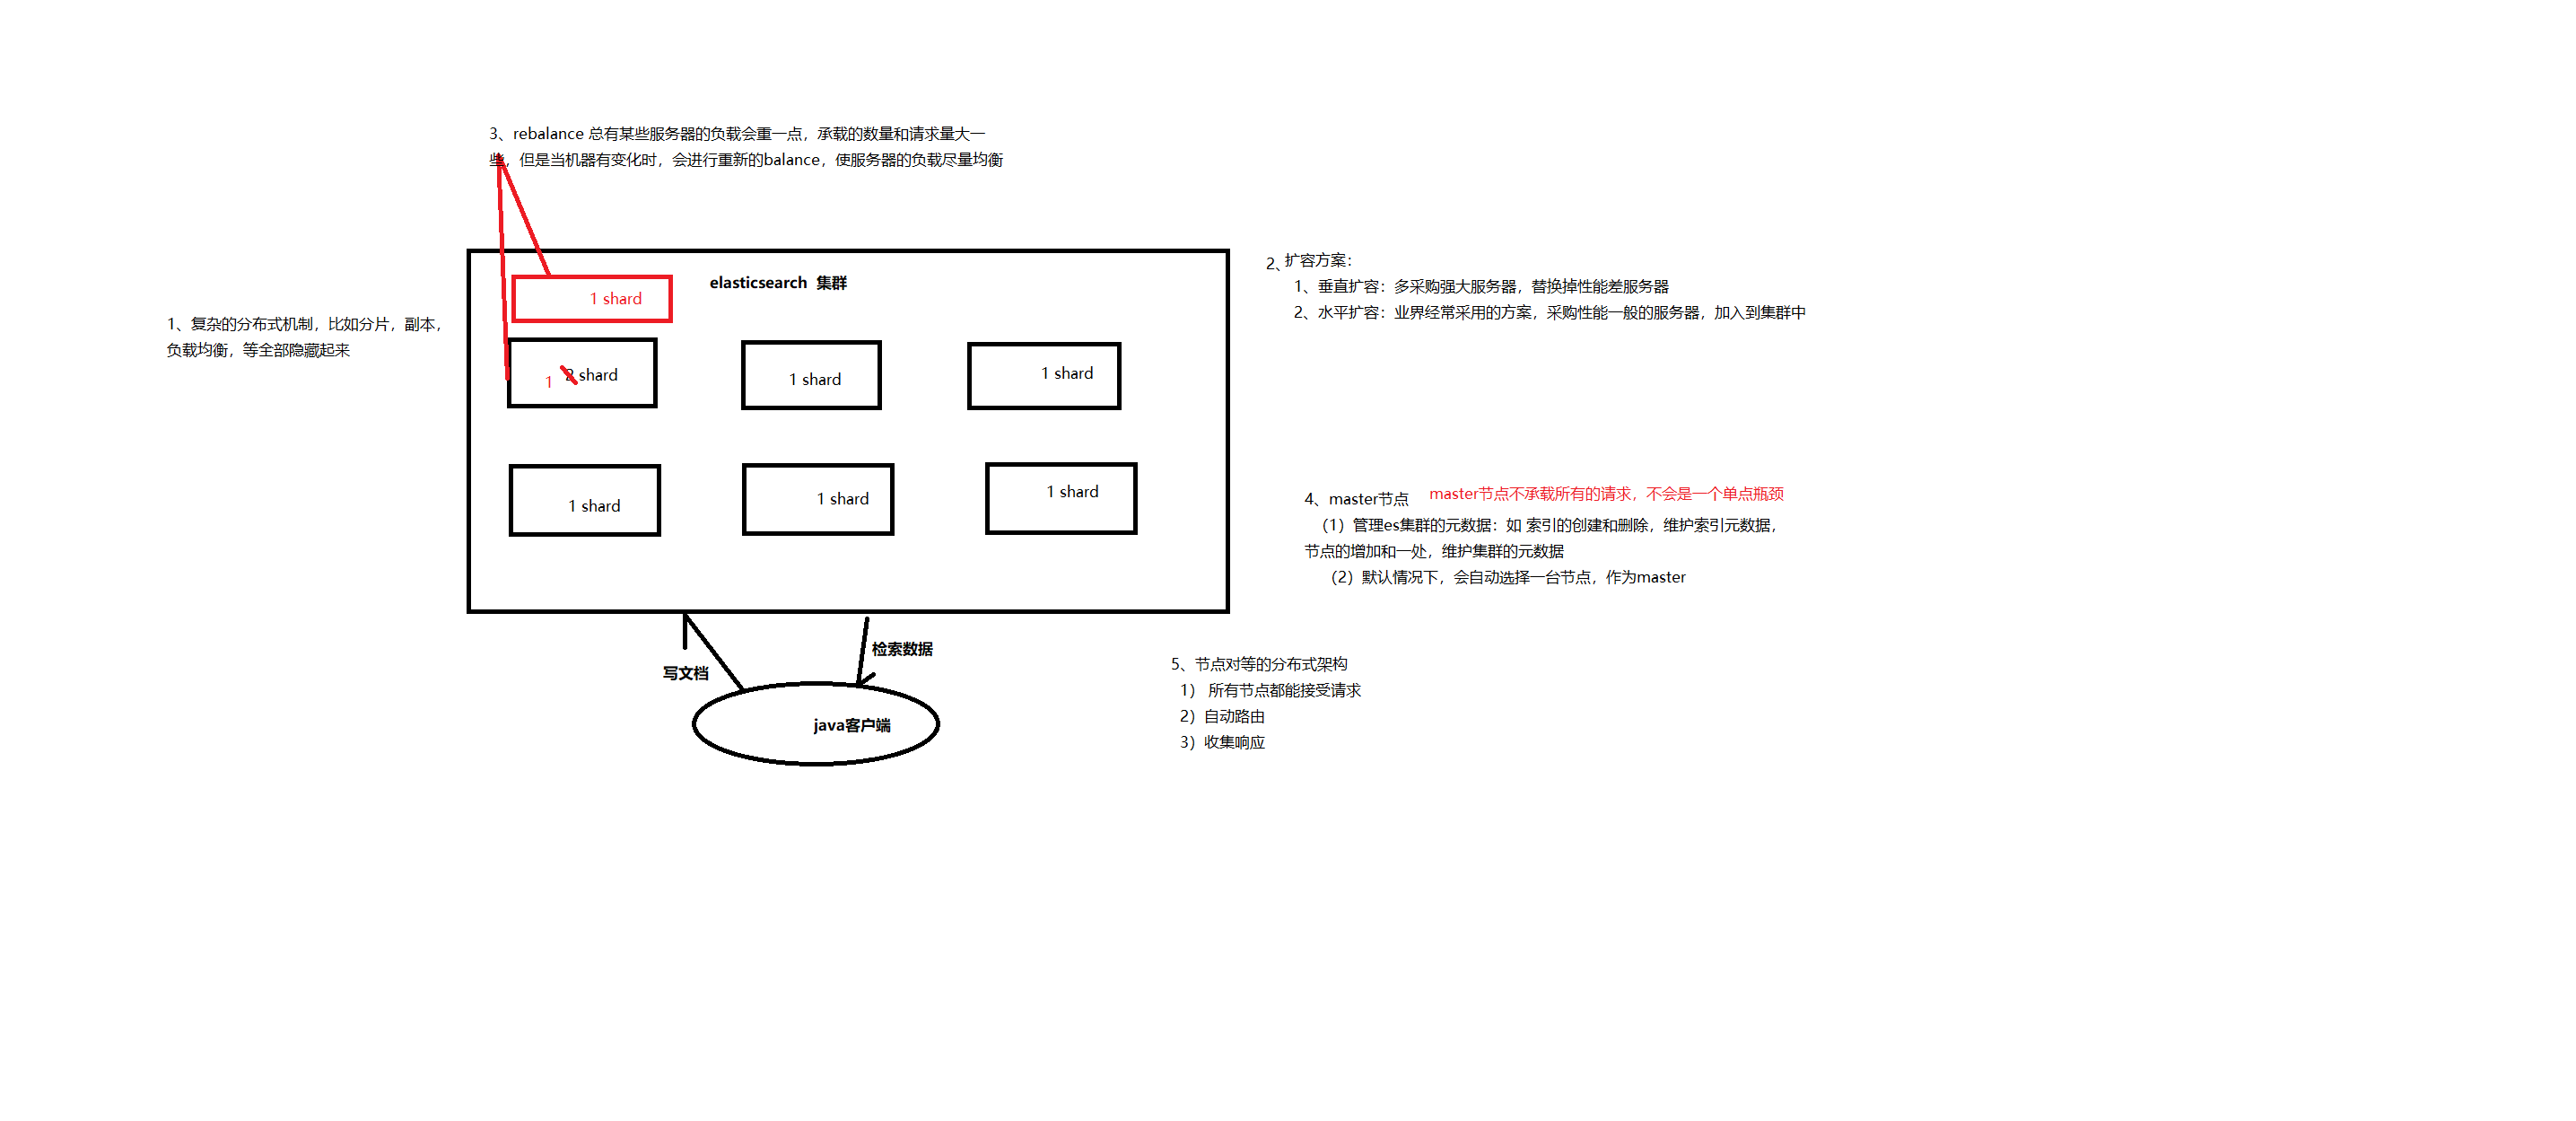 3、rebalance 总有某些服务器的负载会重一点，承载的数量和请求量大一
些，但是当机器有变化时，会进行重新的balance，使服务器的负载尽量均衡
elasticsearch 集群
1 shard
1、复杂的分布式机制，比如分片，副本，
负载均衡，等全部隐藏起来
1 2 shard
1 shard
1 shard
1 shard
1 shard
1 shard
2、扩容方案：
1、垂直扩容：多采购强大服务器，替换掉性能差服务器
2、水平扩容：业界经常采用的方案，采购性能一般的服务器，加入到集群中
4、master节点 master节点不承载所有的请求，不会是一个单点瓶颈
（1）管理es集群的元数据：如 索引的创建和删除，维护索引元数据，
节点的增加和一处，维护集群的元数据
（2）默认情况下，会自动选择一台节点，作为master
写文档
检索数据
java客户端
5、节点对等的分布式架构
1） 所有节点都能接受请求
2）自动路由
3）收集响应